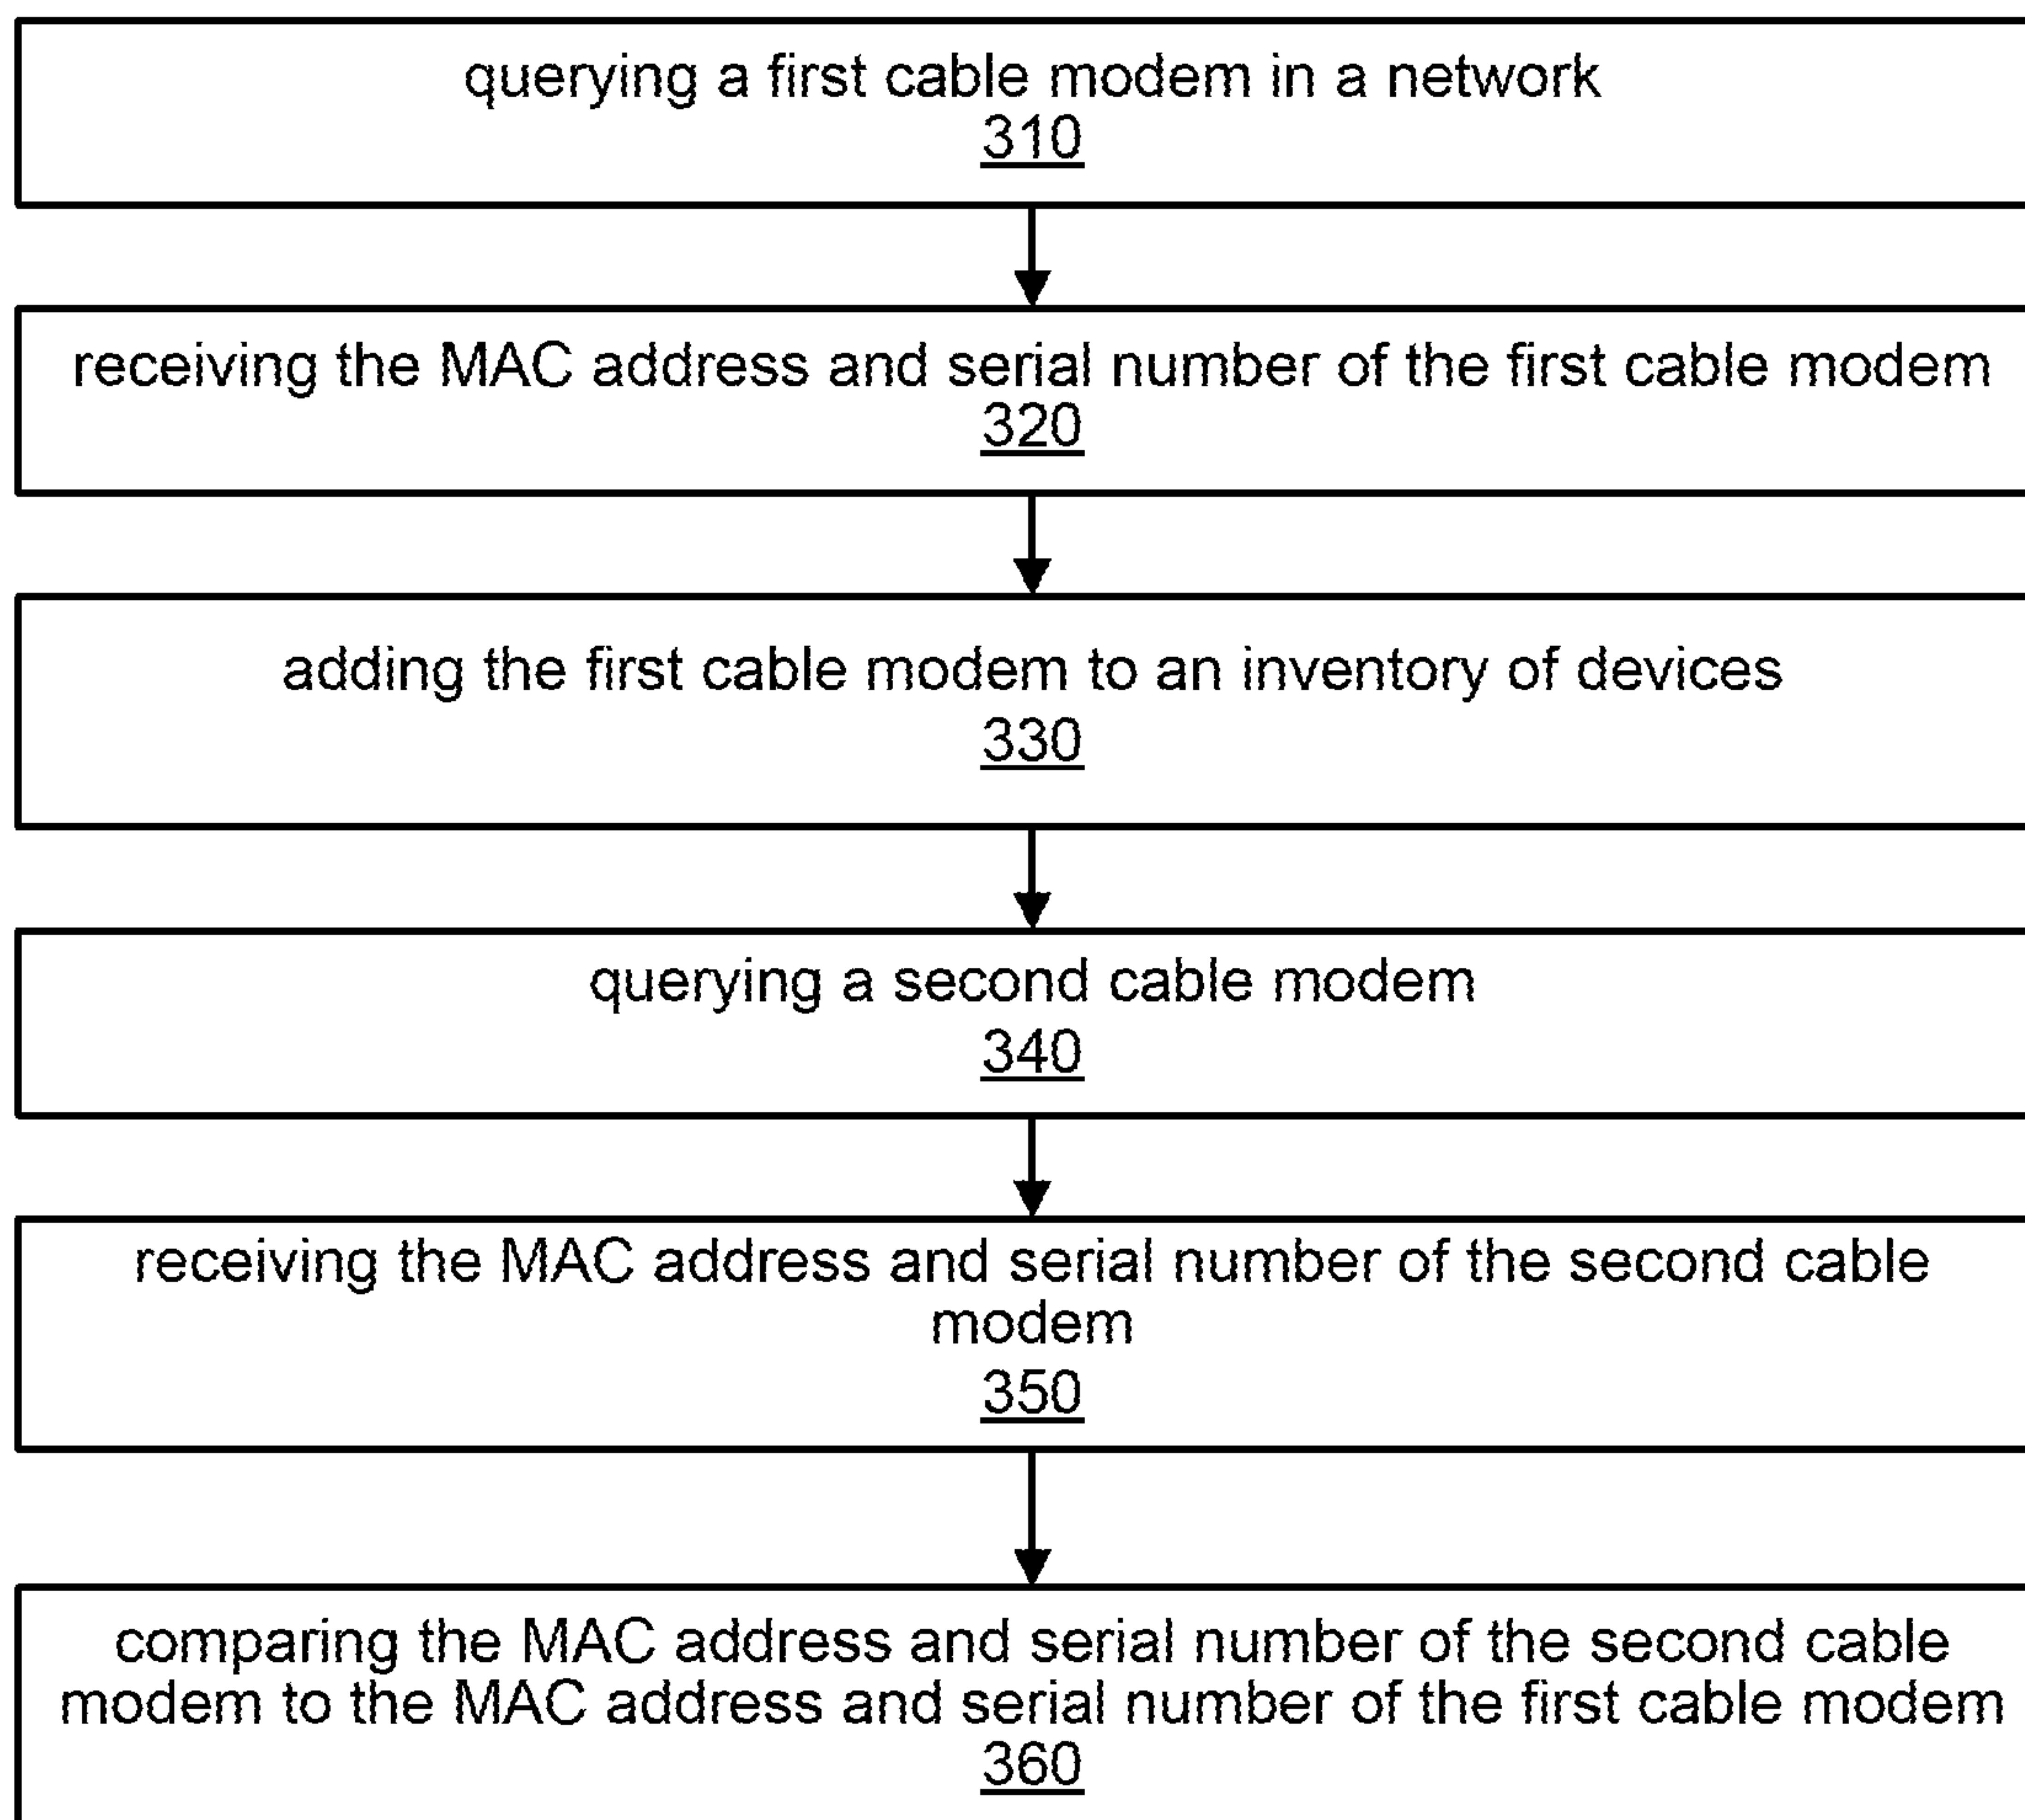 querying a first cable modem in a network
310
receiving the MAC address and serial number of the first cable modem
320
adding the first cable modem to an inventory of devices
330
querying a second cable modem
340
receiving the MAC address and serial number of the second cable
modem
350
comparing the MAC address and serial number of the second cable
modem to the MAC address and serial number of the first cable modem
360